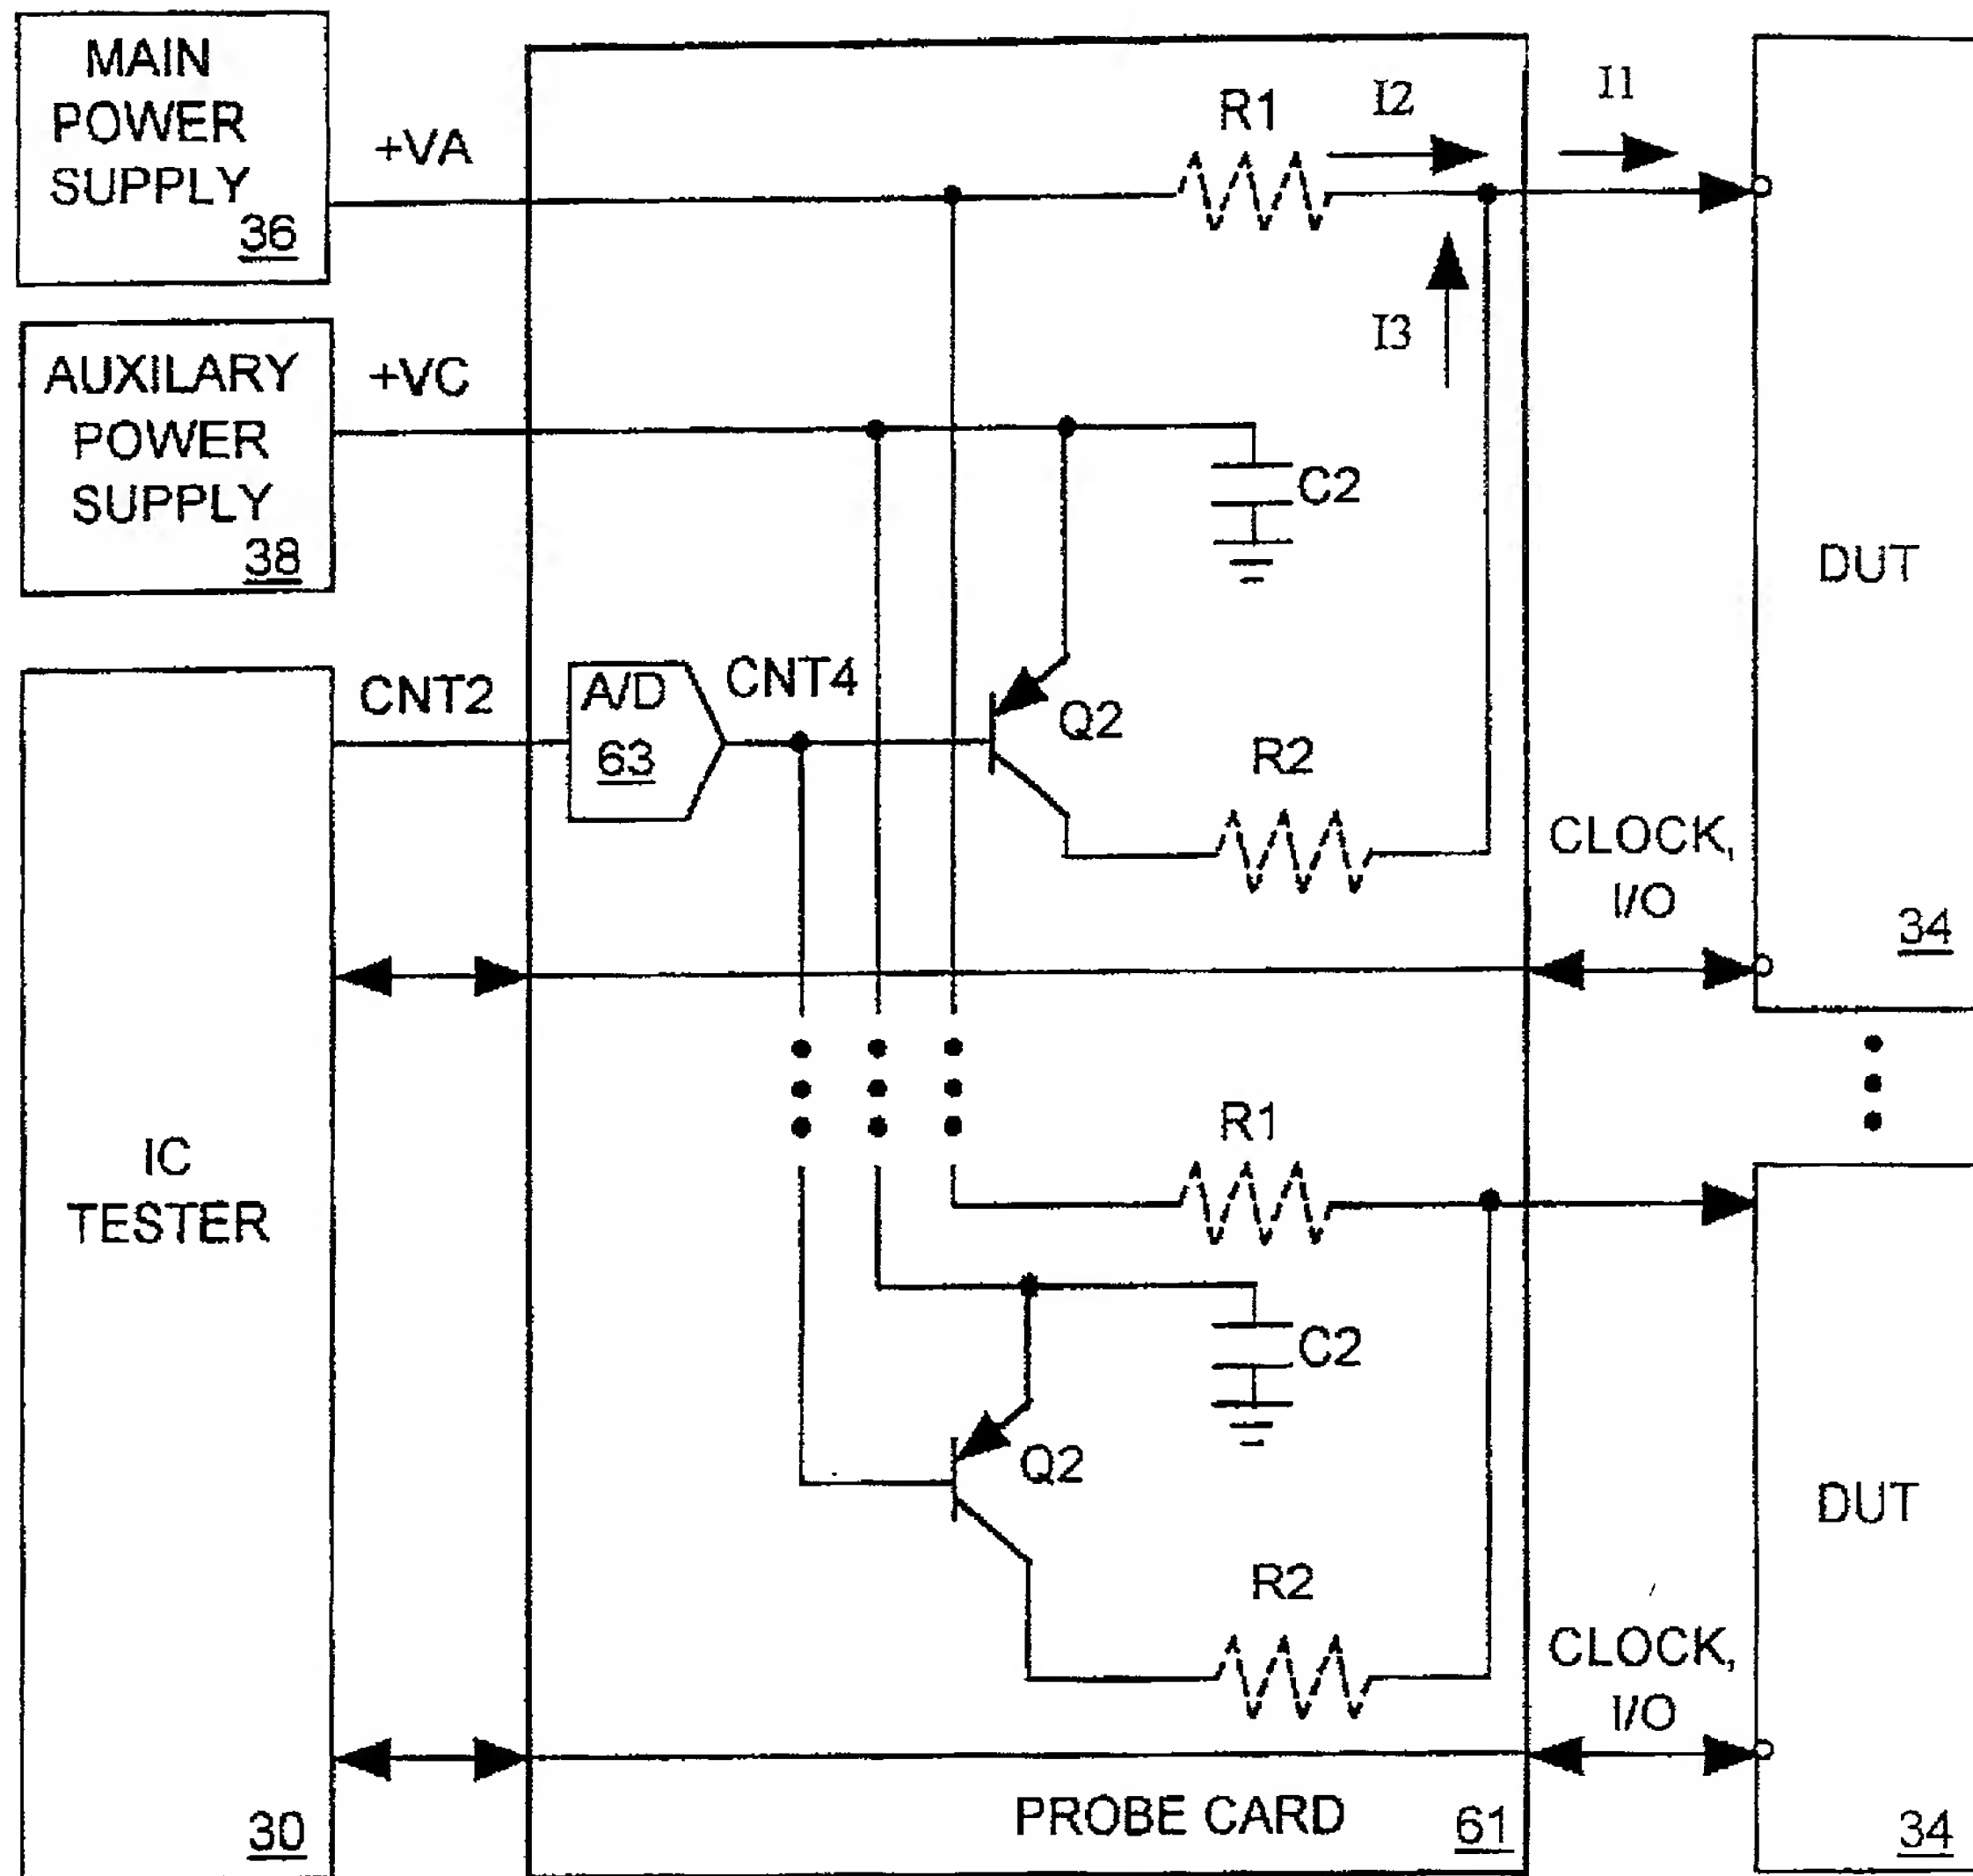 MAIN
POWER
SUPPLY
36
+VA
R1
I2
I1
I3
AUXILARY
POWER
SUPPLY
38
+VC
C2
DUT
34
CNT2
A/D
63
CNT4
Q2
R2
CLOCK,
I/O
IC
TESTER
30
R1
C2
Q2
R2
DUT
34
CLOCK,
I/O
PROBE CARD
61